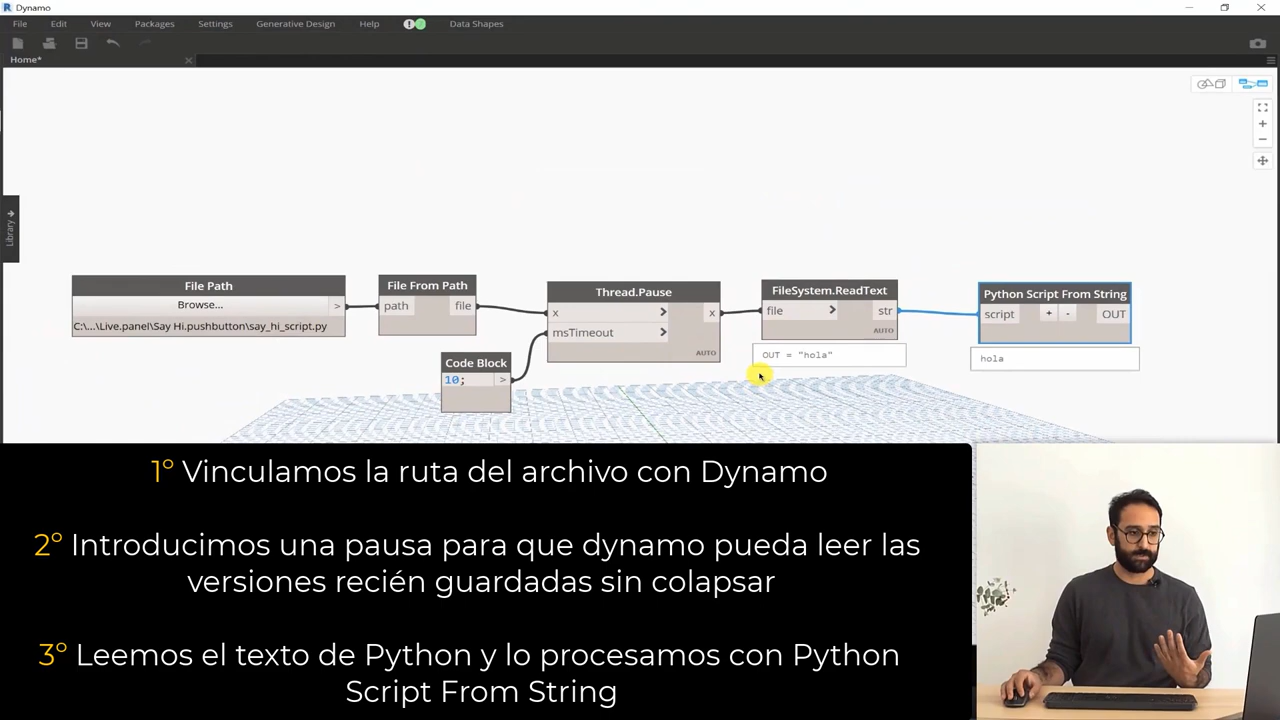 Dynamo
File Edit View Packages Settings Generative Design Help Data Shapes
Home*
Library
File Path
Browse... >
C:\...\Live.panel\Say Hi.pushbutton\say_hi_script.py
File From Path
path file
Code Block
10; >
Thread.Pause
x > x
msTimeout >
AUTO
FileSystem.ReadText
file > str
AUTO
OUT = "hola"
Python Script From String
script + - OUT
hola
1º Vinculamos la ruta del archivo con Dynamo
2º Introducimos una pausa para que dynamo pueda leer las
versiones recién guardadas sin colapsar
3º Leemos el texto de Python y lo procesamos con Python
Script From String